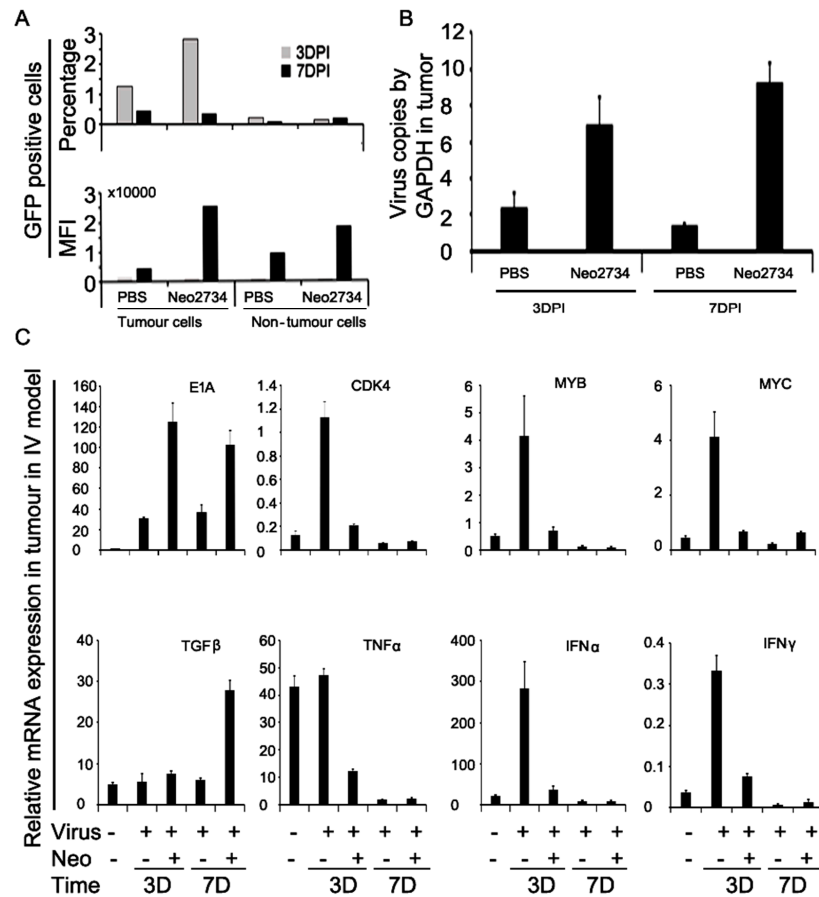 A
GFP positive cells
Percentage
3
2
1
0
3DPI
7DPI
MFI
x10000
3
2
1
0
PBS Neo2734 PBS Neo2734
Tumour cells Non-tumour cells
B
Virus copies by
GAPDH in tumor
12
10
8
6
4
2
0
PBS Neo2734 PBS Neo2734
3DPI 7DPI
C
Relative mRNA expression in tumour in IV model
E1A
160
140
120
100
80
60
40
20
0
CDK4
1.4
1.2
1
0.8
0.6
0.4
0.2
0
MYB
6
5
4
3
2
1
0
MYC
6
4
2
0
TGFβ
40
30
20
10
0
TNFα
60
50
40
30
20
10
0
IFNα
400
300
200
100
0
IFNγ
0.4
0.3
0.2
0.1
0
Virus - + + + + - + + + + - + + + + - + + + +
Neo - - + - + - - + - + - - + - + - - + - +
Time 3D 7D 3D 7D 3D 7D 3D 7D